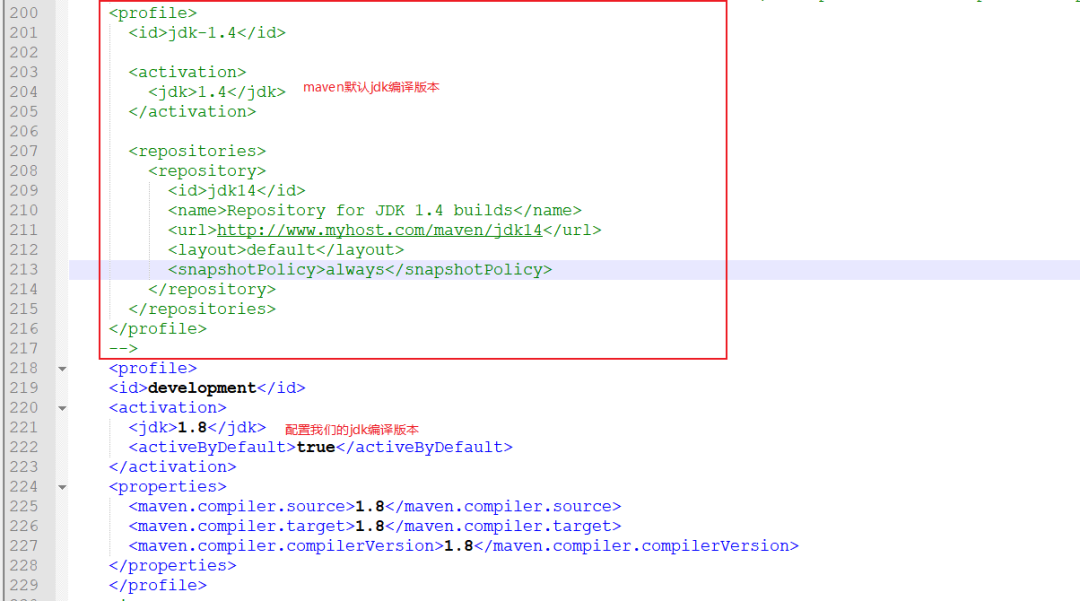 200 <profile>
201 <id>jdk-1.4</id>
202
203 <activation>
204 <jdk>1.4</jdk> maven默认jdk编译版本
205 </activation>
206
207 <repositories>
208 <repository>
209 <id>jdk14</id>
210 <name>Repository for JDK 1.4 builds</name>
211 <url>http://www.myhost.com/maven/jdk14</url>
212 <layout>default</layout>
213 <snapshotPolicy>always</snapshotPolicy>
214 </repository>
215 </repositories>
216 </profile>
217 -->
218 <profile>
219 <id>development</id>
220 <activation>
221 <jdk>1.8</jdk> 配置我们的jdk编译版本
222 <activeByDefault>true</activeByDefault>
223 </activation>
224 <properties>
225 <maven.compiler.source>1.8</maven.compiler.source>
226 <maven.compiler.target>1.8</maven.compiler.target>
227 <maven.compiler.compilerVersion>1.8</maven.compiler.compilerVersion>
228 </properties>
229 </profile>